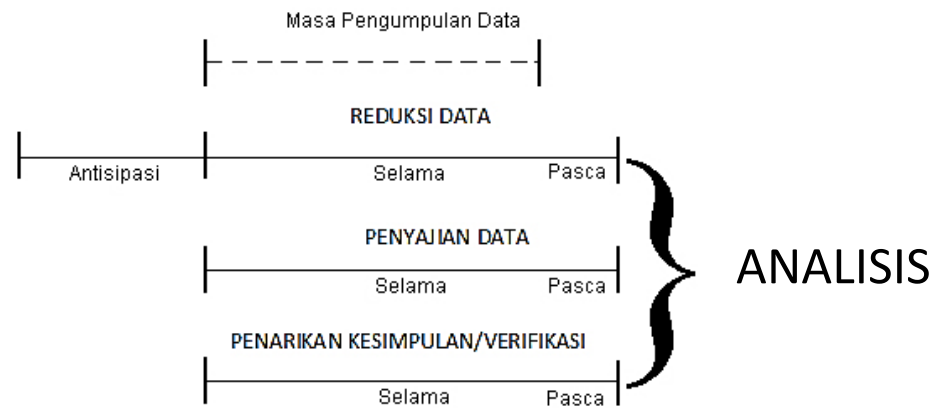 Masa Pengumpulan Data
REDUKSI DATA
Antisipasi Selama Pasca
PENYAJIAN DATA
Selama Pasca
ANALISIS
PENARIKAN KESIMPULAN/VERIFIKASI
Selama Pasca